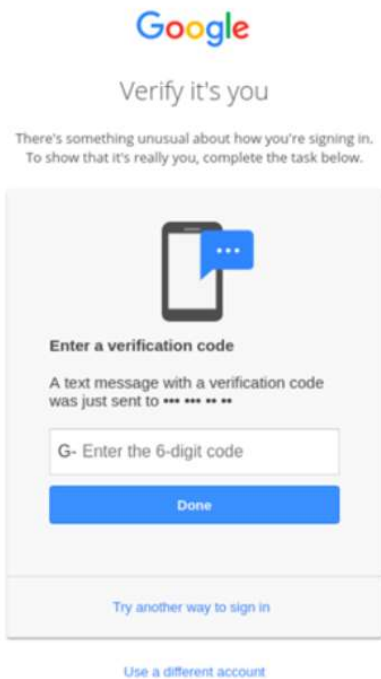 Google
Verify it's you
There's something unusual about how you're signing in.
To show that it's really you, complete the task below.
Enter a verification code
A text message with a verification code
was just sent to ••• ••• •• ••
G- Enter the 6-digit code
Done
Try another way to sign in
Use a different account